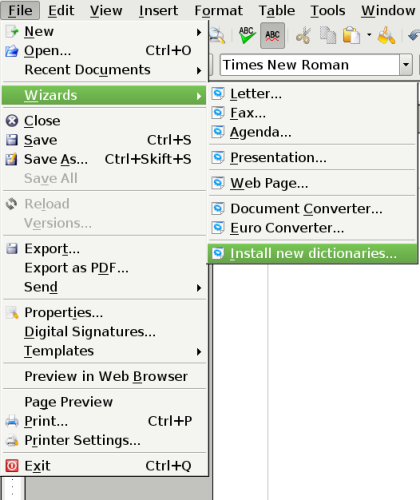 File Edit View Insert Format Table Tools Window
New
Open... Ctrl+O
Recent Documents
Wizards
Close
Save Ctrl+S
Save As... Ctrl+Skift+S
Save All
Reload
Versions...
Export...
Export as PDF...
Send
Properties...
Digital Signatures...
Templates
Preview in Web Browser
Page Preview
Print... Ctrl+P
Printer Settings...
Exit Ctrl+Q
ABC ABC
Times New Roman
Letter...
Fax...
Agenda...
Presentation...
Web Page...
Document Converter...
Euro Converter...
Install new dictionaries...